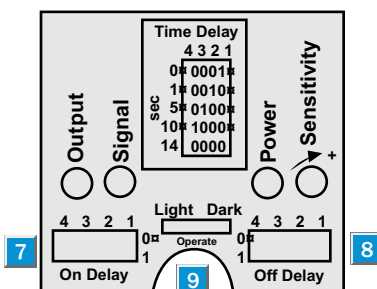 Time Delay
4 3 2 1
sec
0¤ 0001¤
1¤ 0010¤
5¤ 0100¤
10¤ 1000¤
14 0000
Output
Signal
Power
Sensitivity
+
Light Dark
Operate
7
4 3 2 1
0¤
1
On Delay
9
4 3 2 1
0¤
1
Off Delay
8